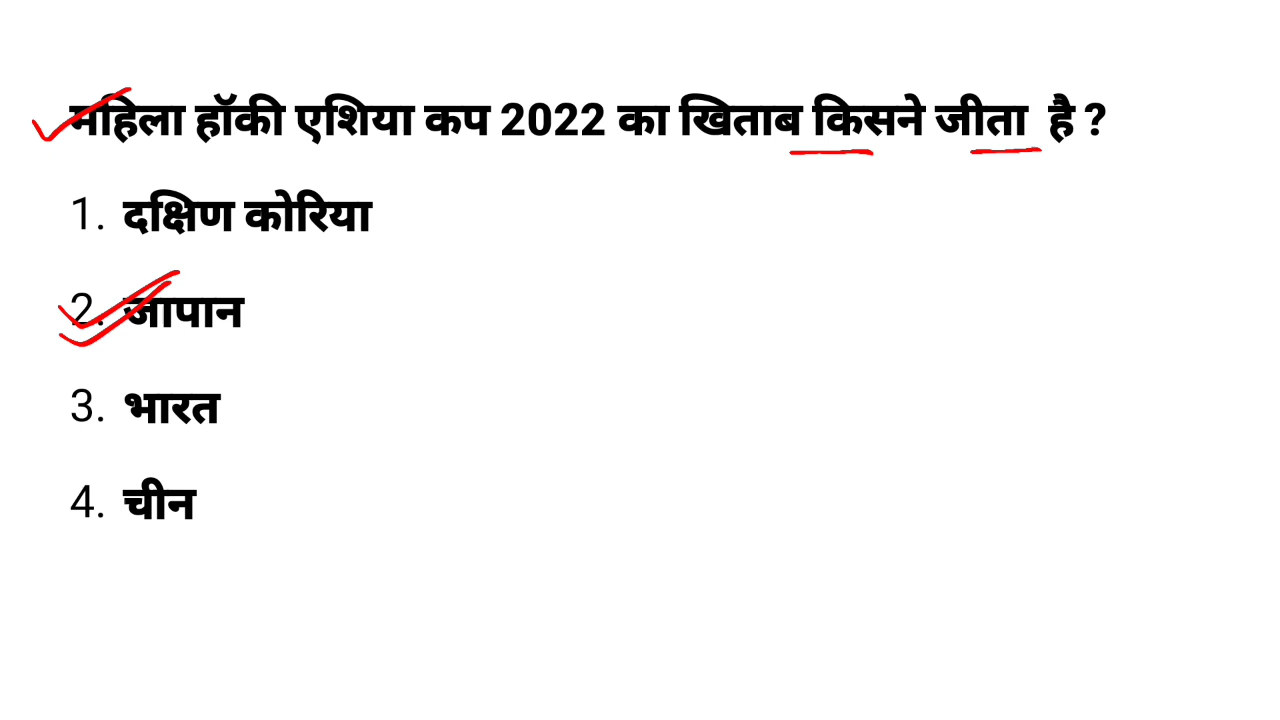 महिला हॉकी एशिया कप 2022 का खिताब किसने जीता है ?
1. दक्षिण कोरिया
2. जापान
3. भारत
4. चीन